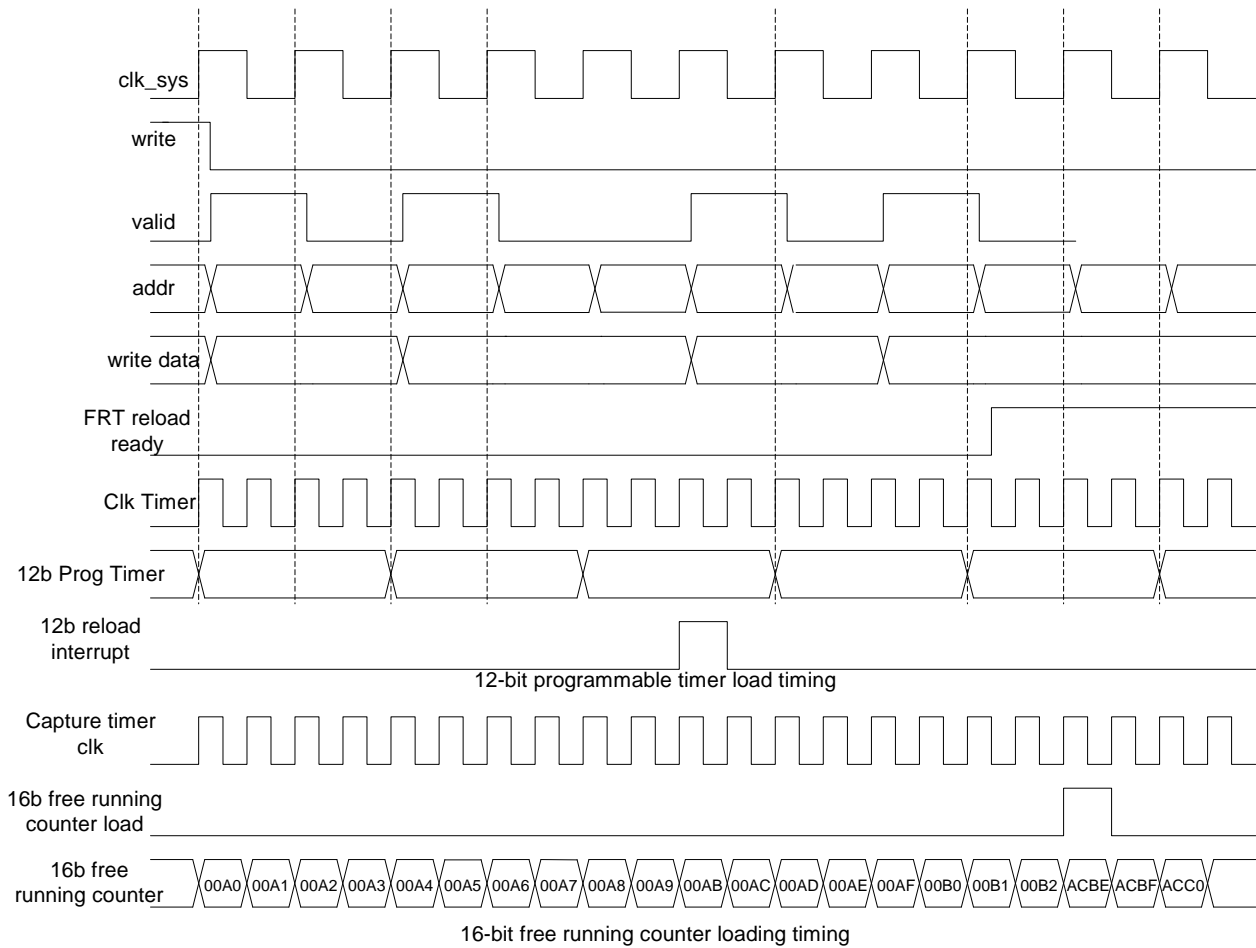 clk_sys
write
valid
addr
write data
FRT reload
ready
Clk Timer
12b Prog Timer
12b reload
interrupt
12-bit programmable timer load timing
Capture timer
clk
16b free running
counter load
16b free
running counter
00A0 00A1 00A2 00A3 00A4 00A5 00A6 00A7 00A8 00A9 00AB 00AC 00AD 00AE 00AF 00B0 00B1 00B2 ACBE ACBF ACC0
16-bit free running counter loading timing